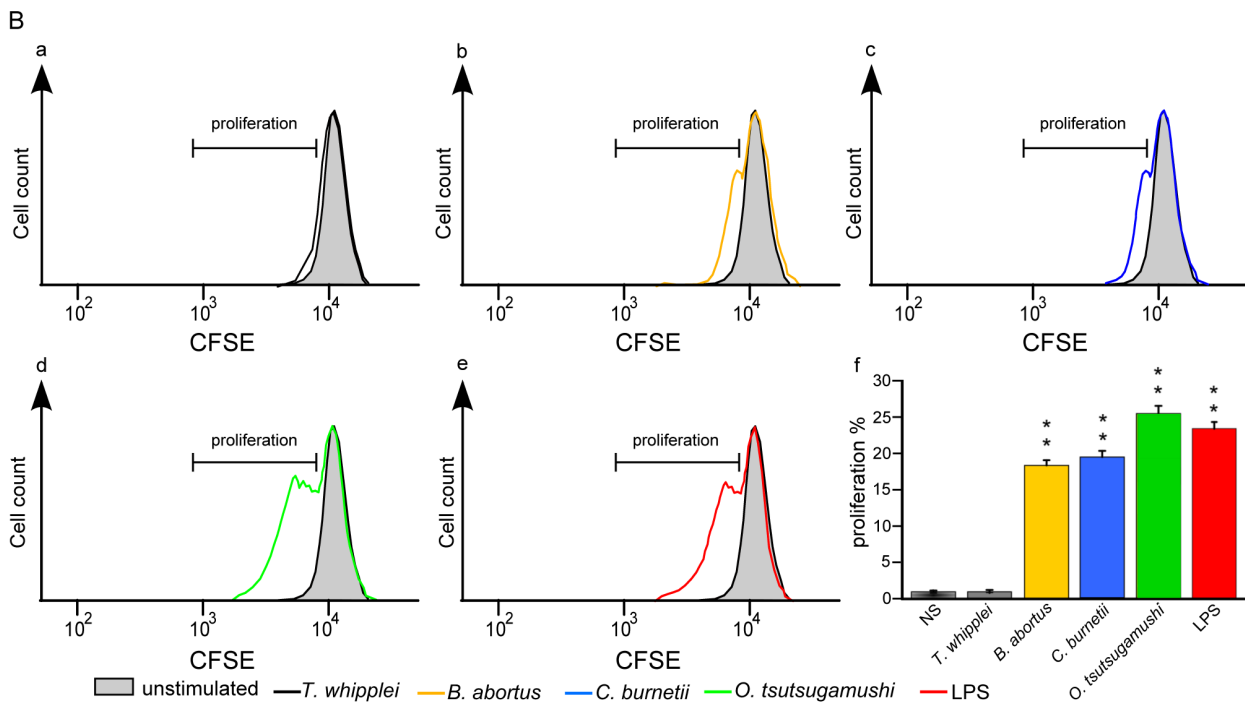 B
a
proliferation
Cell count
10² 10³ 10⁴
CFSE
b
proliferation
Cell count
10² 10³ 10⁴
CFSE
c
proliferation
Cell count
10² 10³ 10⁴
CFSE
d
proliferation
Cell count
10² 10³ 10⁴
CFSE
e
proliferation
Cell count
10² 10³ 10⁴
CFSE
f
proliferation %
30
25
20
15
10
5
0
* *
* *
* *
* *
NS
T. whipplei
B. abortus
C. burnetii
O. tsutsugamushi
LPS
unstimulated T. whipplei B. abortus C. burnetii O. tsutsugamushi LPS